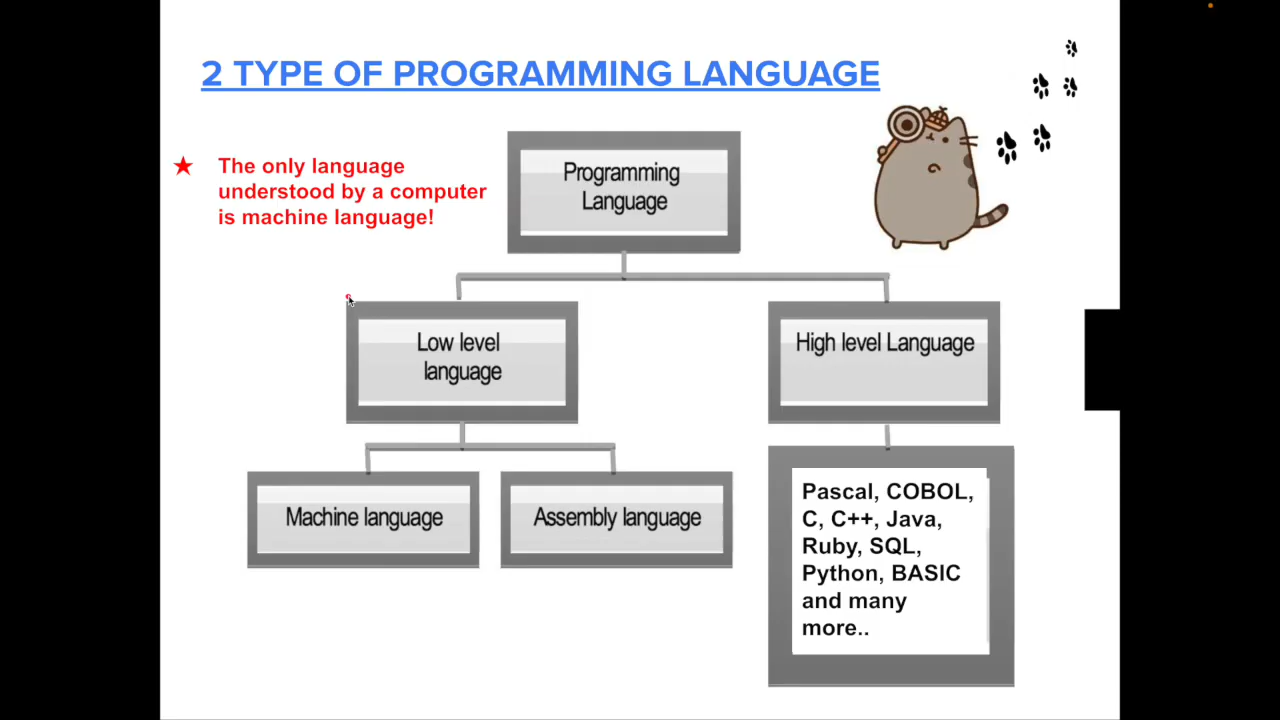 2 TYPE OF PROGRAMMING LANGUAGE
★ The only language
understood by a computer
is machine language!
Programming
Language
Low level
language
High level Language
Machine language
Assembly language
Pascal, COBOL,
C, C++, Java,
Ruby, SQL,
Python, BASIC
and many
more..